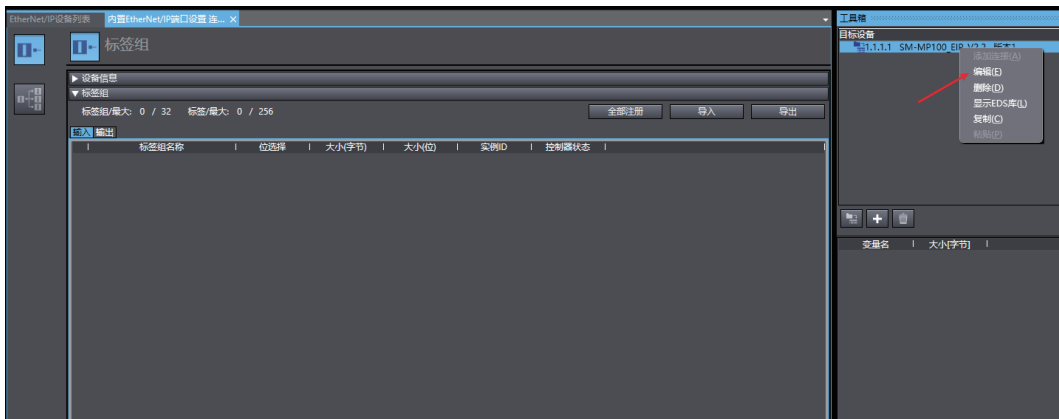 EtherNet/IP设备列表 内置EtherNet/IP端口设置 连... ×
工具箱
目标设备
1.1.1.1 SM-MP100_EIP_V2.2 版本1
添加连接(A)
编辑(E)
删除(D)
显示EDS库(L)
复制(C)
粘贴(P)
标签组
▶ 设备信息
▼ 标签组
标签组/最大: 0 / 32 标签/最大: 0 / 256 全部注册 导入 导出
输入 输出
标签组名称 | 位选择 | 大小(字节) | 大小(位) | 实例ID | 控制器状态 |
变量名 | 大小[字节] |